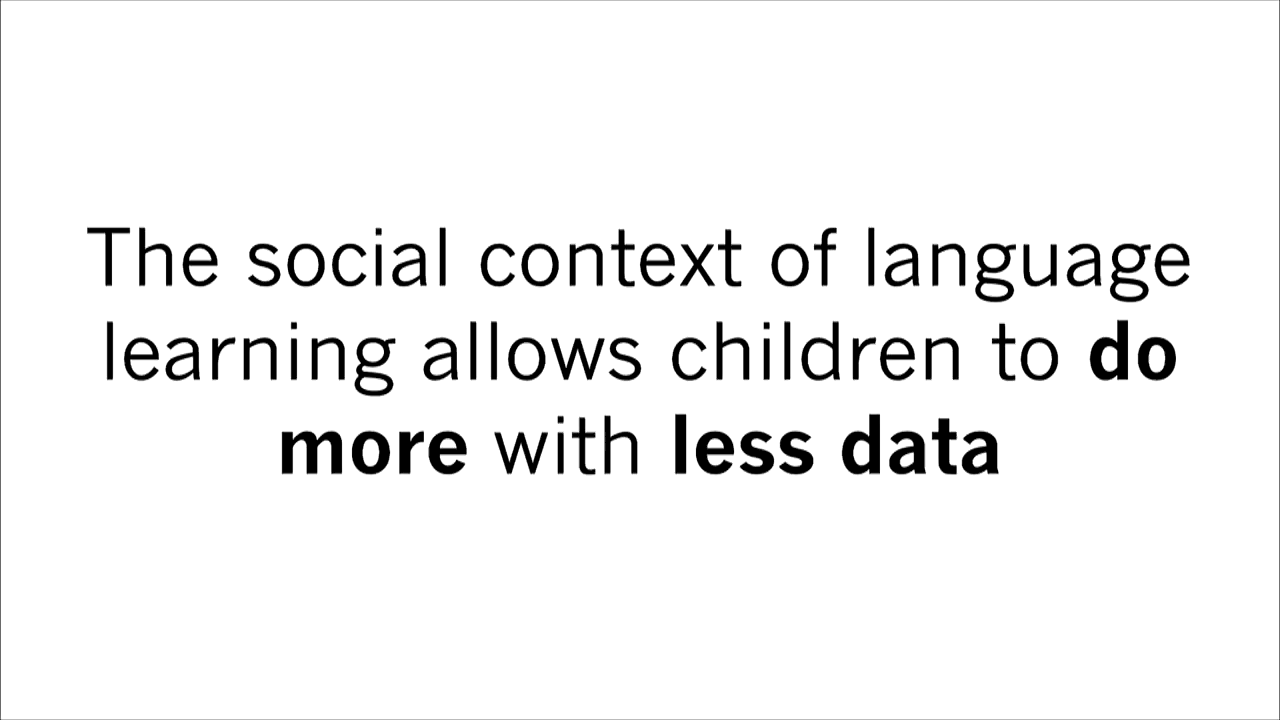 The social context of language
learning allows children to do
more with less data